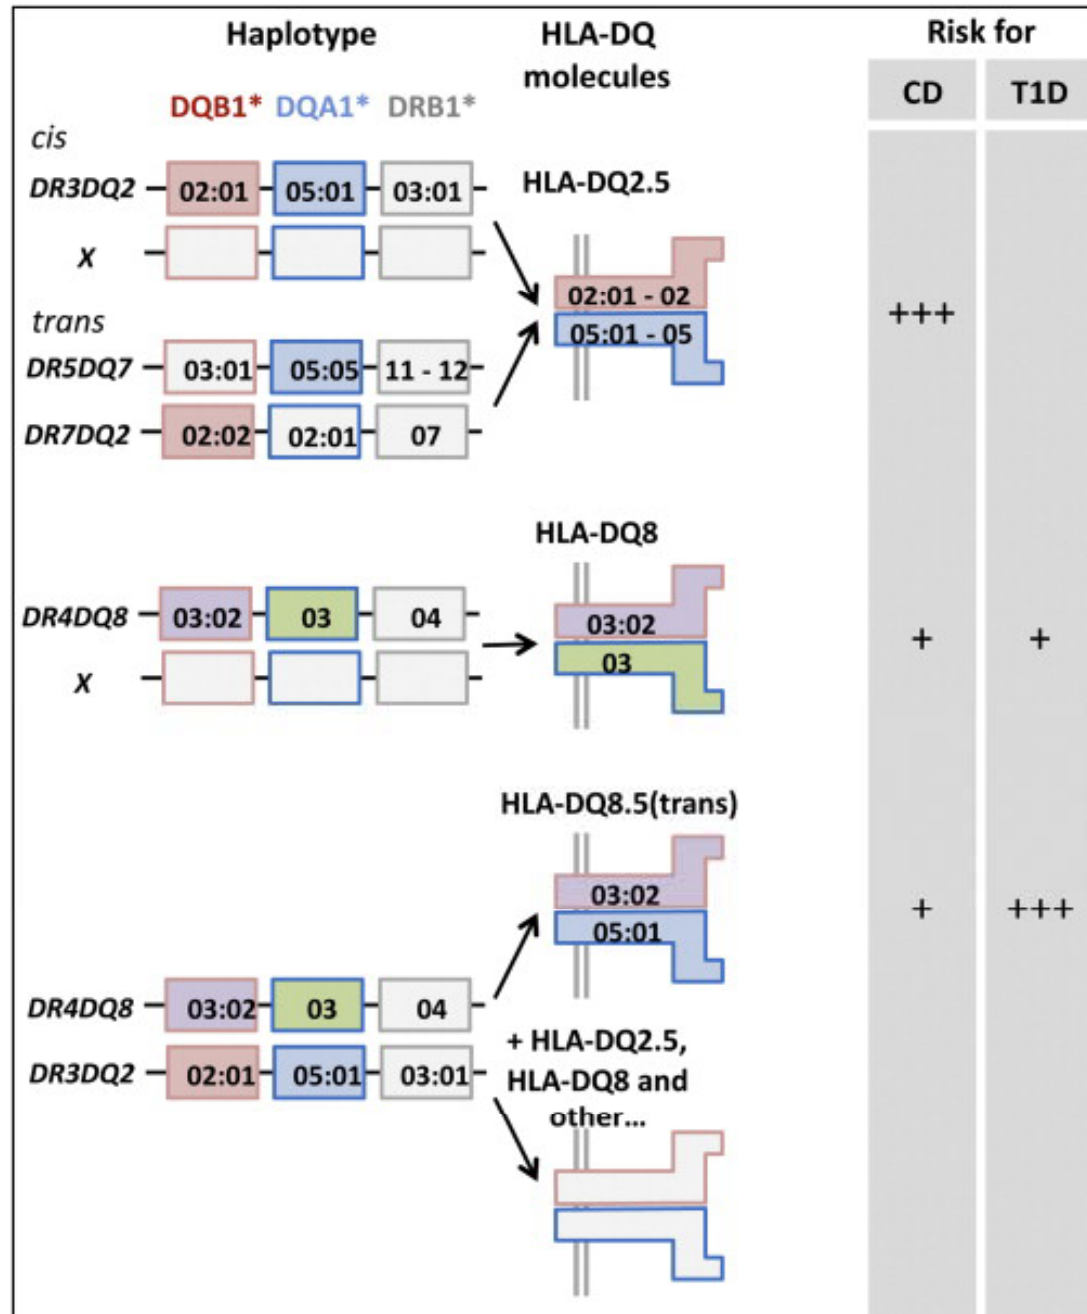 Haplotype
HLA-DQ
molecules
Risk for
CD T1D
DQB1* DQA1* DRB1*
cis
DR3DQ2 02:01 05:01 03:01
HLA-DQ2.5
X
02:01 - 02
05:01 - 05
+++
trans
DR5DQ7 03:01 05:05 11 - 12
DR7DQ2 02:02 02:01 07
HLA-DQ8
DR4DQ8 03:02 03 04
X
03:02
03
+ +
HLA-DQ8.5(trans)
03:02
05:01
+ +++
DR4DQ8 03:02 03 04
DR3DQ2 02:01 05:01 03:01
+ HLA-DQ2.5,
HLA-DQ8 and
other...